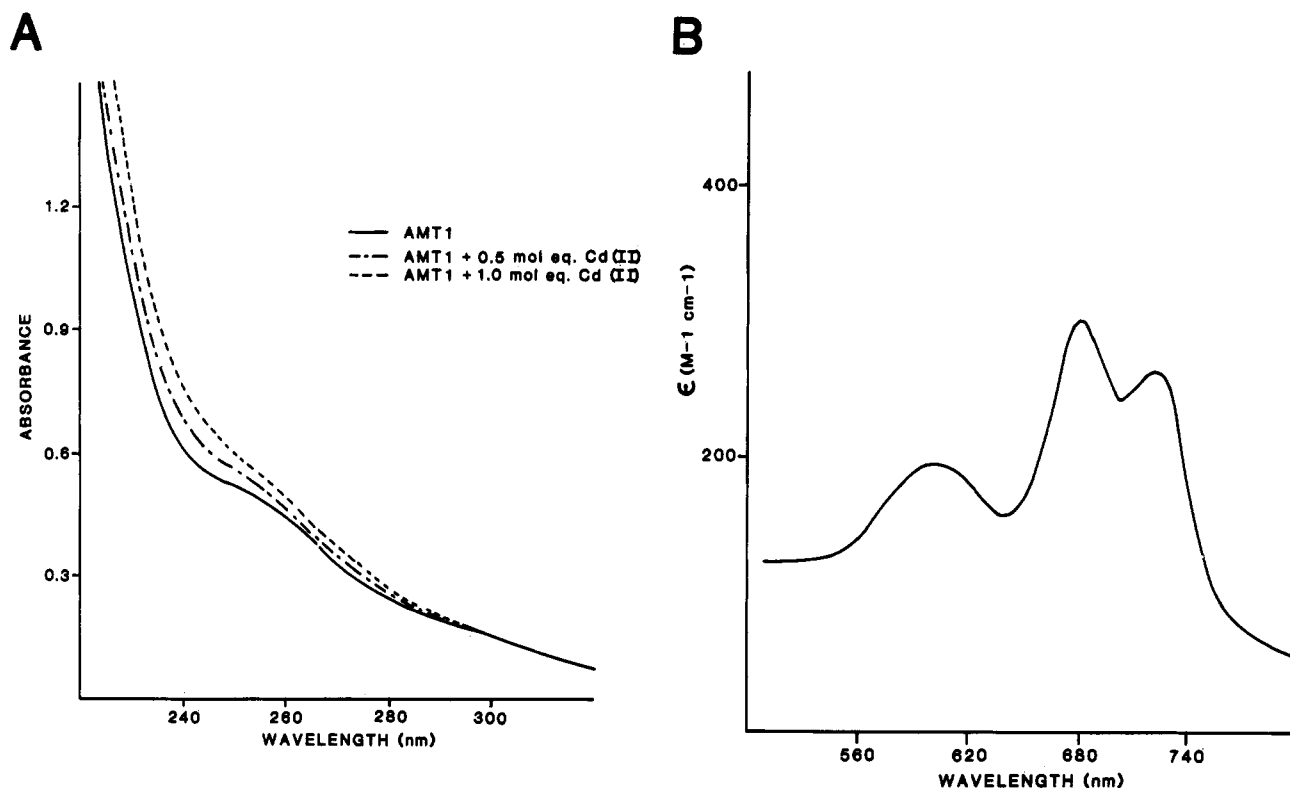 A
B
ABSORBANCE
1.2
0.9
0.6
0.3
AMT1
AMT1 + 0.5 mol eq. Cd (II)
AMT1 + 1.0 mol eq. Cd (II)
240
260
280
300
WAVELENGTH (nm)
ϵ (M-1 cm-1)
400
200
560
620
680
740
WAVELENGTH (nm)